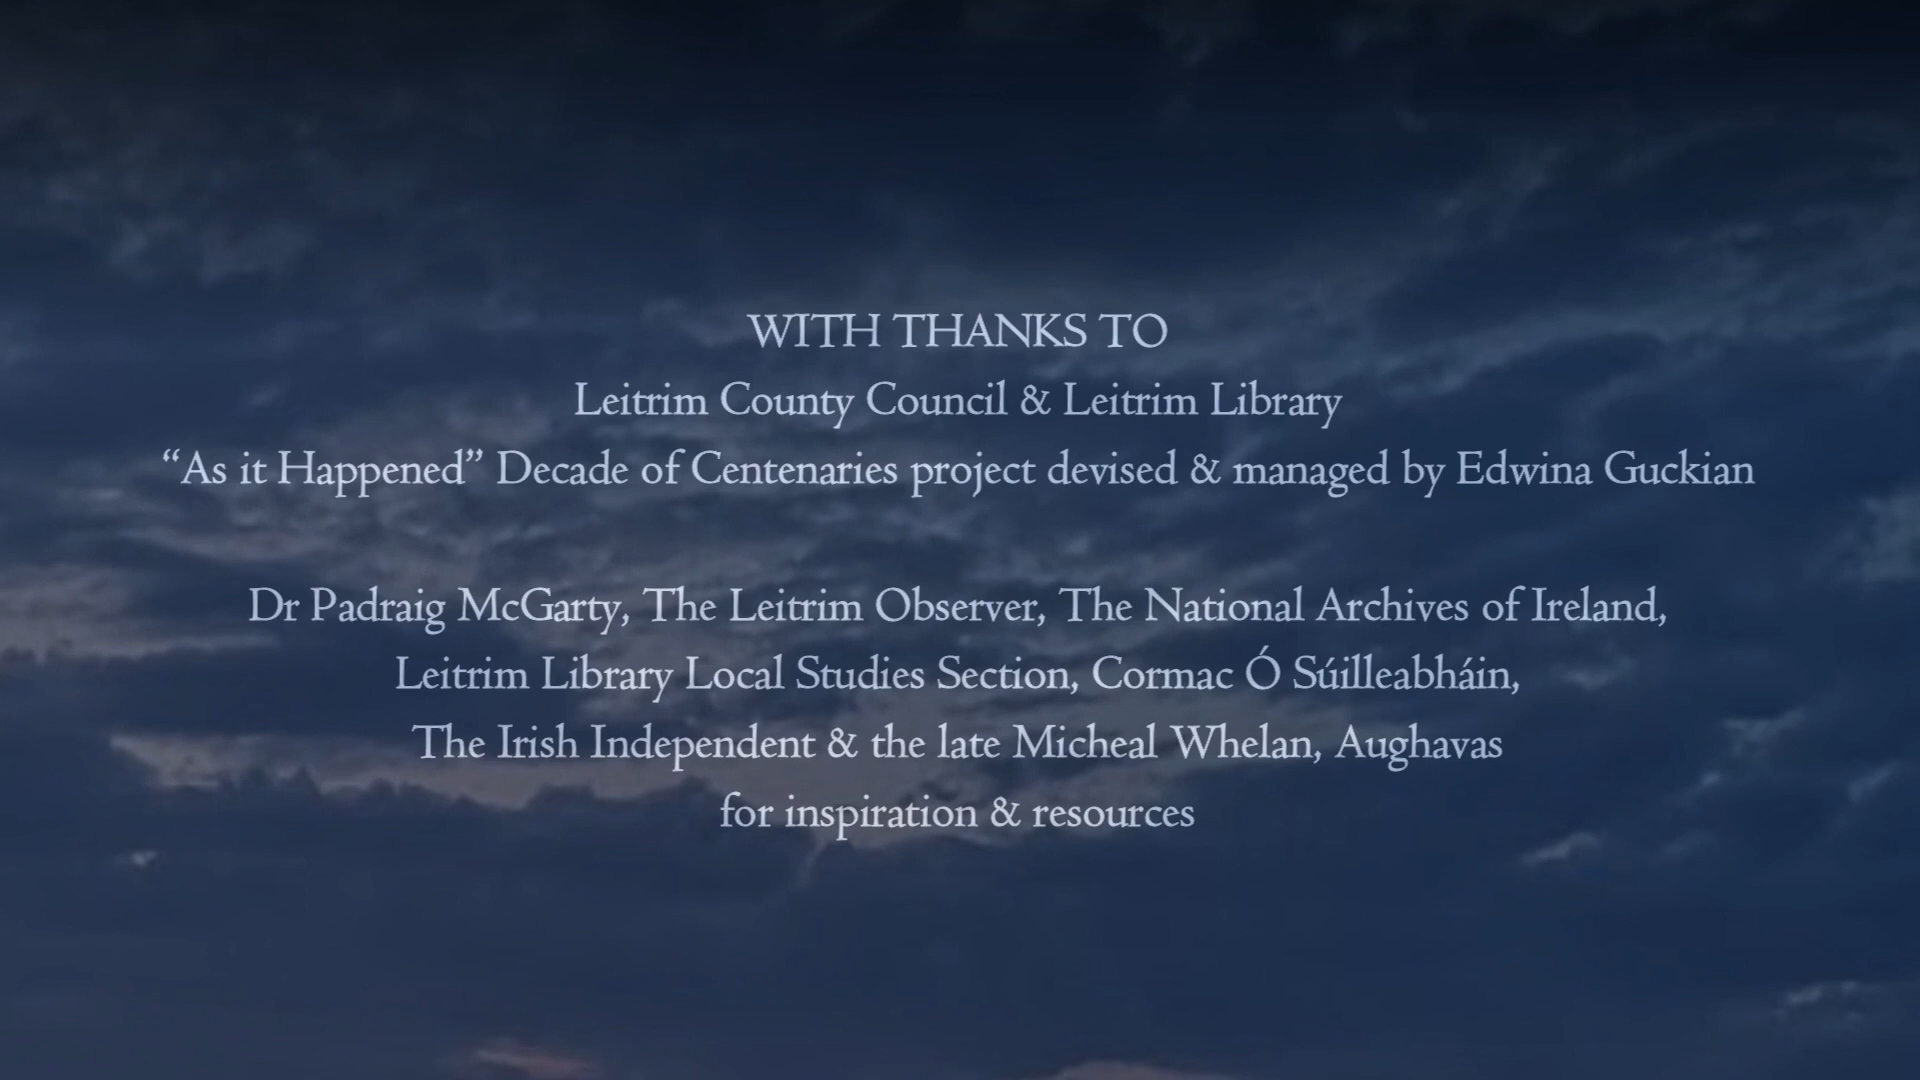 WITH THANKS TO
Leitrim County Council & Leitrim Library
“As it Happened” Decade of Centenaries project devised & managed by Edwina Guckian
Dr Padraig McGarty, The Leitrim Observer, The National Archives of Ireland,
Leitrim Library Local Studies Section, Cormac Ó Súilleabháin,
The Irish Independent & the late Micheal Whelan, Aughavas
for inspiration & resources